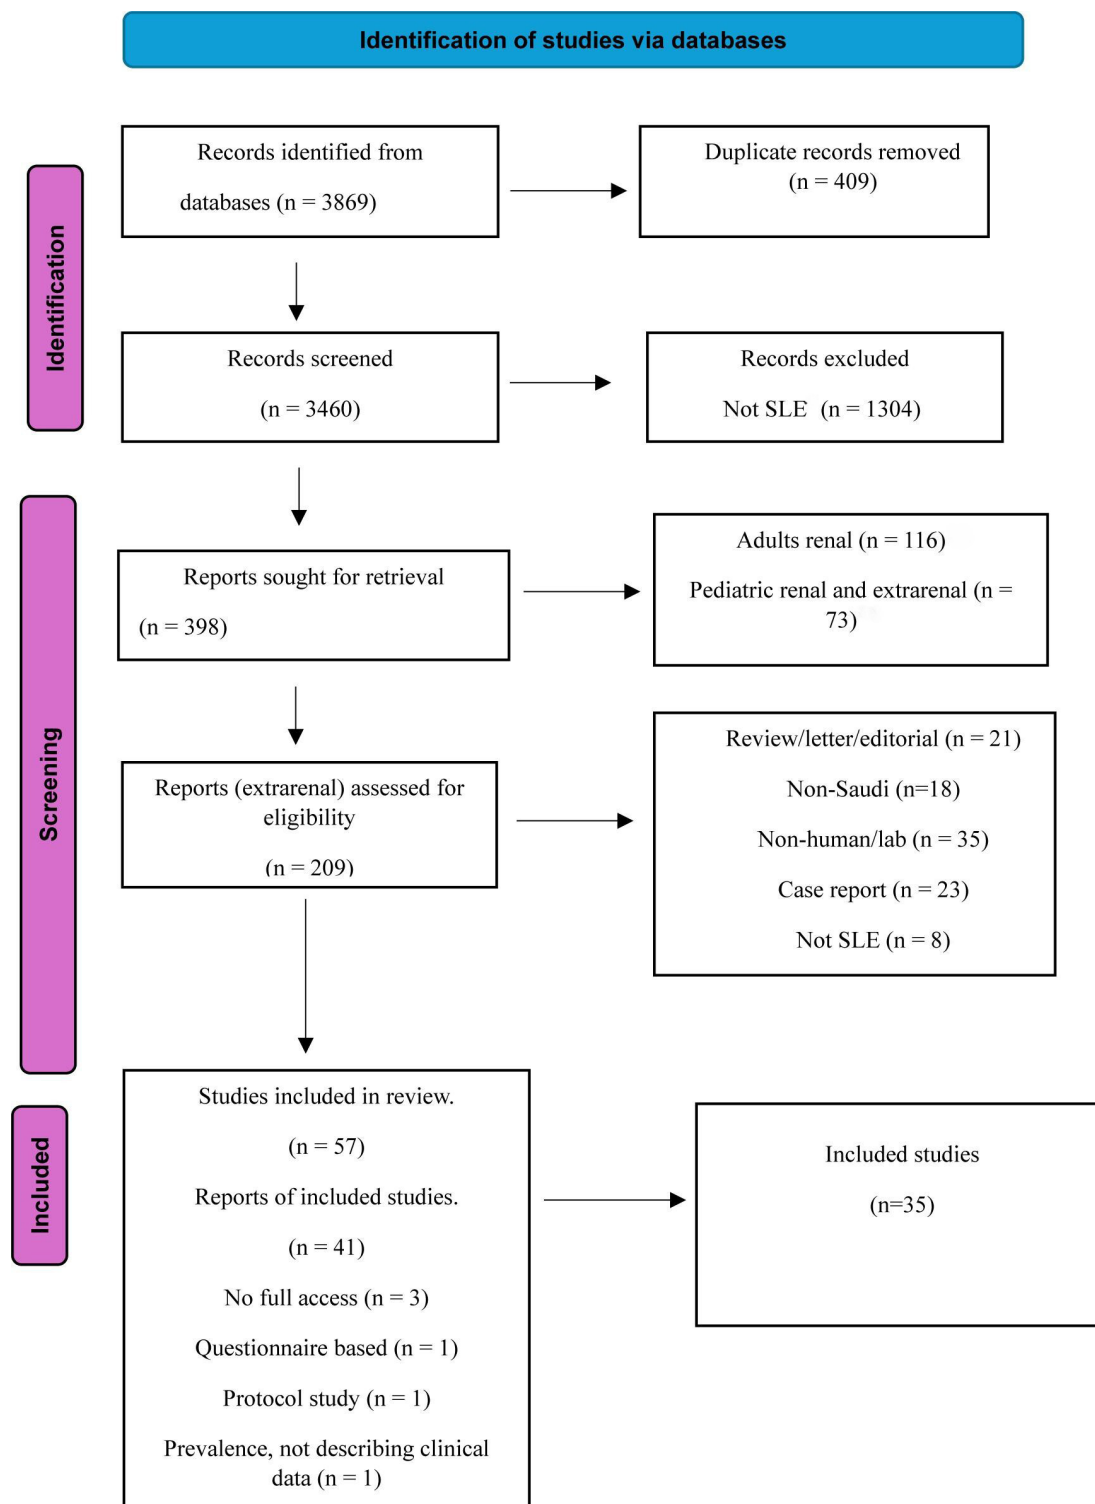 Identification of studies via databases
Identification
Records identified from
databases (n = 3869)
Duplicate records removed
(n = 409)
Records screened
(n = 3460)
Records excluded
Not SLE (n = 1304)
Screening
Reports sought for retrieval
(n = 398)
Adults renal (n = 116)
Pediatric renal and extrarenal (n =
73)
Reports (extrarenal) assessed for
eligibility
(n = 209)
Review/letter/editorial (n = 21)
Non-Saudi (n=18)
Non-human/lab (n = 35)
Case report (n = 23)
Not SLE (n = 8)
Included
Studies included in review.
(n = 57)
Reports of included studies.
(n = 41)
No full access (n = 3)
Questionnaire based (n = 1)
Protocol study (n = 1)
Prevalence, not describing clinical
data (n = 1)
Included studies
(n=35)